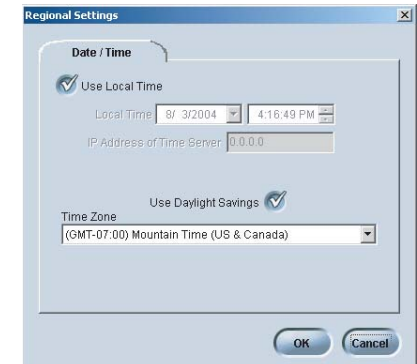 Regional Settings
Date / Time
Use Local Time
Local Time 8/ 3/2004 4:16:49 PM
IP Address of Time Server 0.0.0.0
Use Daylight Savings
Time Zone
(GMT-07:00) Mountain Time (US & Canada)
OK Cancel